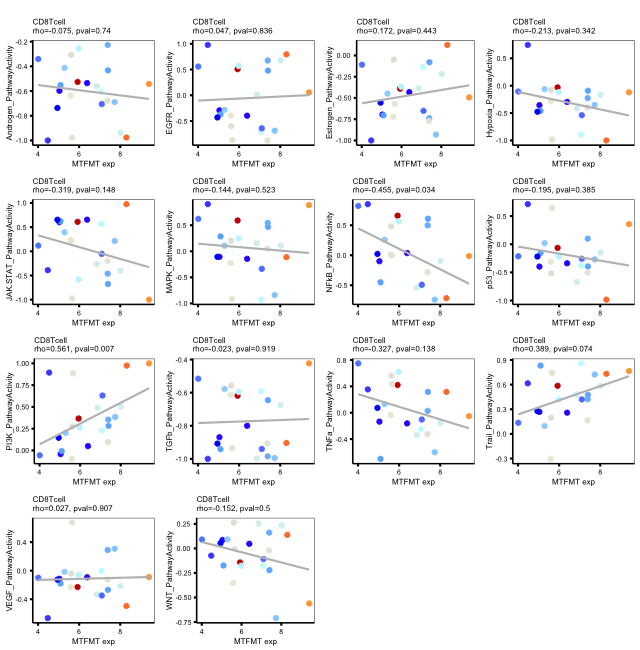 CD8Tcell
rho=-0.075, pval=0.74
Androgen_PathwayActivity
-0.2
-0.4
-0.6
-0.8
-1.0
4
6
8
MTFMT exp
CD8Tcell
rho=0.047, pval=0.836
EGFR_PathwayActivity
1.0
0.5
0.0
-0.5
-1.0
4
6
8
MTFMT exp
CD8Tcell
rho=0.172, pval=0.443
Estrogen_PathwayActivity
0.00
-0.25
-0.50
-0.75
-1.00
4
6
8
MTFMT exp
CD8Tcell
rho=-0.213, pval=0.342
Hypoxia_PathwayActivity
0.5
0.0
-0.5
-1.0
4
6
8
MTFMT exp
CD8Tcell
rho=-0.319, pval=0.148
JAK.STAT_PathwayActivity
1.0
0.5
0.0
-0.5
-1.0
4
6
8
MTFMT exp
CD8Tcell
rho=-0.144, pval=0.523
MAPK_PathwayActivity
0.5
0.0
-0.5
-1.0
4
6
8
MTFMT exp
CD8Tcell
rho=-0.455, pval=0.034
NFkB_PathwayActivity
0.5
0.0
-0.5
4
6
8
MTFMT exp
CD8Tcell
rho=-0.195, pval=0.385
p53_PathwayActivity
0.5
0.0
-0.5
-1.0
4
6
8
MTFMT exp
CD8Tcell
rho=0.561, pval=0.007
PI3K_PathwayActivity
1.00
0.75
0.50
0.25
0.00
4
6
8
MTFMT exp
CD8Tcell
rho=-0.023, pval=0.919
TGFb_PathwayActivity
-0.4
-0.6
-0.8
-1.0
4
6
8
MTFMT exp
CD8Tcell
rho=-0.327, pval=0.138
TNFa_PathwayActivity
0.8
0.4
0.0
-0.4
4
6
8
MTFMT exp
CD8Tcell
rho=0.389, pval=0.074
Trail_PathwayActivity
0.9
0.6
0.3
0.0
-0.3
4
6
8
MTFMT exp
CD8Tcell
rho=0.027, pval=0.907
VEGF_PathwayActivity
0.4
0.0
-0.4
4
6
8
MTFMT exp
CD8Tcell
rho=-0.152, pval=0.5
WNT_PathwayActivity
0.25
0.00
-0.25
-0.50
-0.75
4
6
8
MTFMT exp